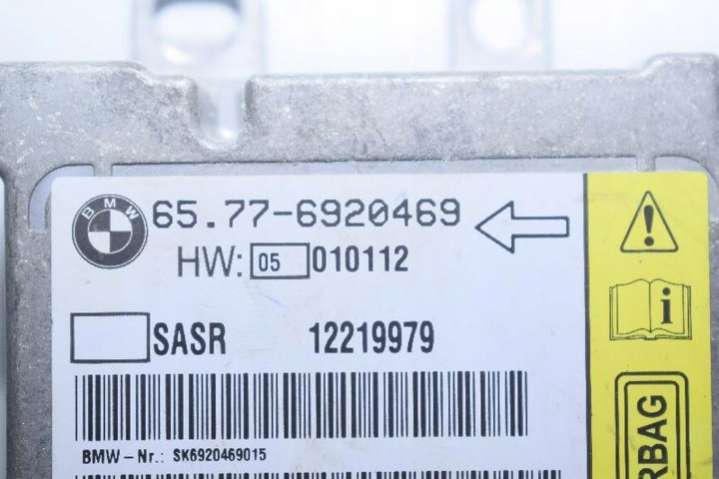 BMW
65.77-6920469
HW: 05 010112
SASR 12219979
BMW-Nr.: SK6920469015
RBAG